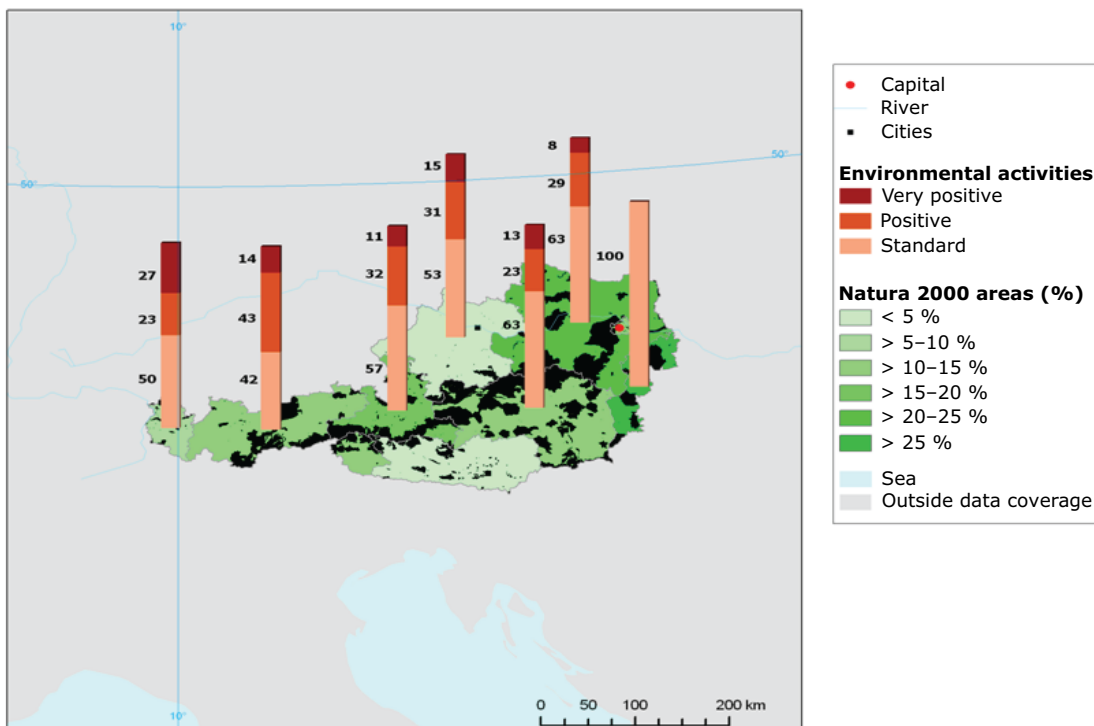 10°
50°
50°
10°
27
23
50
14
43
42
11
32
57
15
31
53
13
23
63
8
29
63
100
0 50 100 200 km
Capital
River
Cities
Environmental activities
Very positive
Positive
Standard
Natura 2000 areas (%)
< 5 %
> 5–10 %
> 10–15 %
> 15–20 %
> 20–25 %
> 25 %
Sea
Outside data coverage